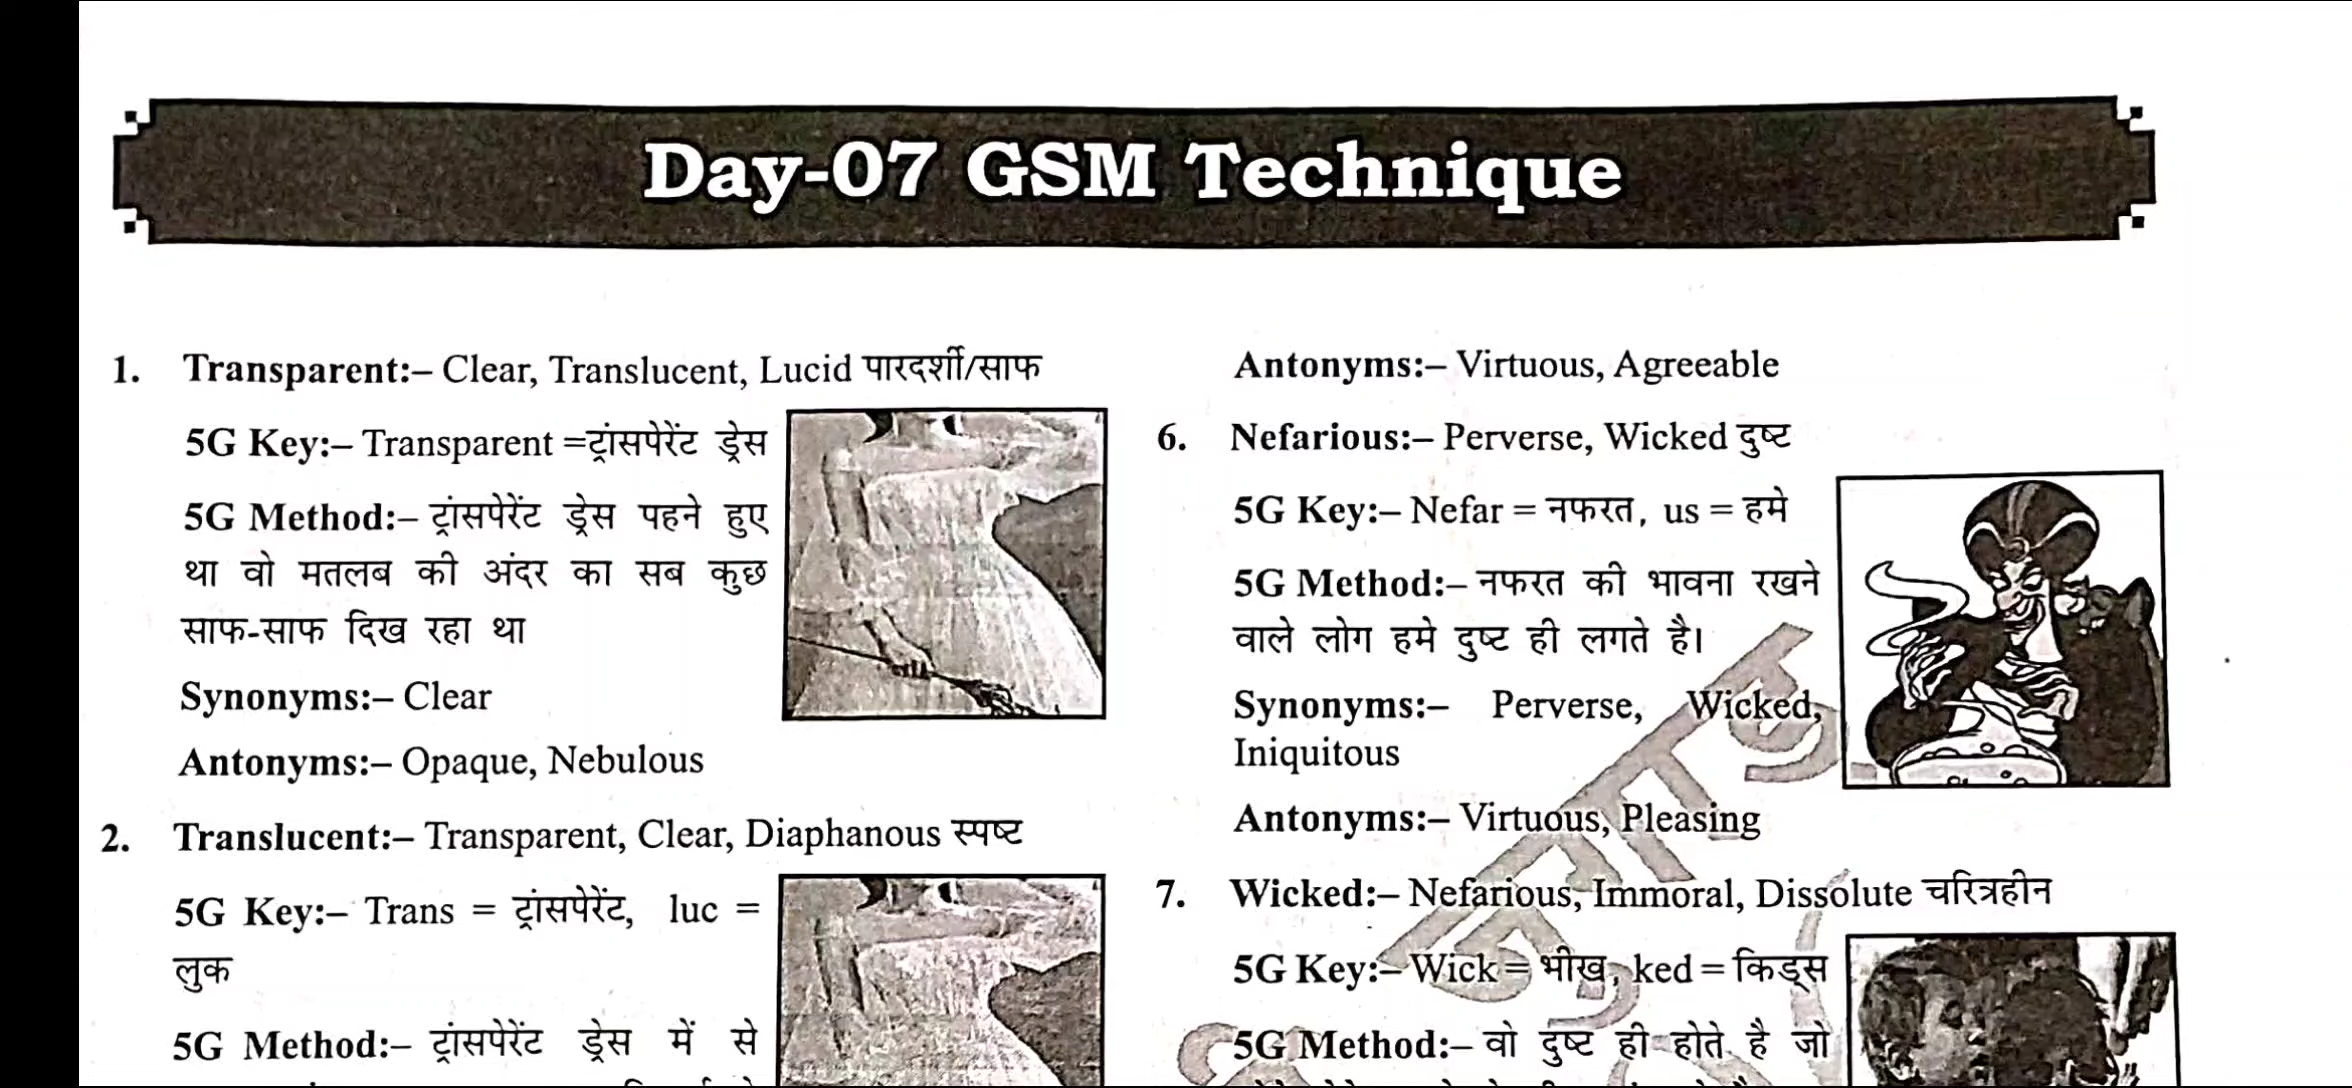 Day-07 GSM Technique
1. Transparent:– Clear, Translucent, Lucid पारदर्शी/साफ
5G Key:– Transparent =ट्रांसपेरेंट ड्रेस
5G Method:– ट्रांसपेरेंट ड्रेस पहने हुए
था वो मतलब की अंदर का सब कुछ
साफ-साफ दिख रहा था
Synonyms:– Clear
Antonyms:– Opaque, Nebulous
2. Translucent:– Transparent, Clear, Diaphanous स्पष्ट
5G Key:– Trans = ट्रांसपेरेंट, luc =
लुक
5G Method:– ट्रांसपेरेंट ड्रेस में से
Antonyms:– Virtuous, Agreeable
6. Nefarious:– Perverse, Wicked दुष्ट
5G Key:– Nefar = नफरत, us = हमे
5G Method:– नफरत की भावना रखने
वाले लोग हमे दुष्ट ही लगते है।
Synonyms:– Perverse, Wicked,
Iniquitous
Antonyms:– Virtuous, Pleasing
7. Wicked:– Nefarious, Immoral, Dissolute चरित्रहीन
5G Key:– Wick = भीख, ked = किड्स
5G Method:– वो दुष्ट ही होते है जो